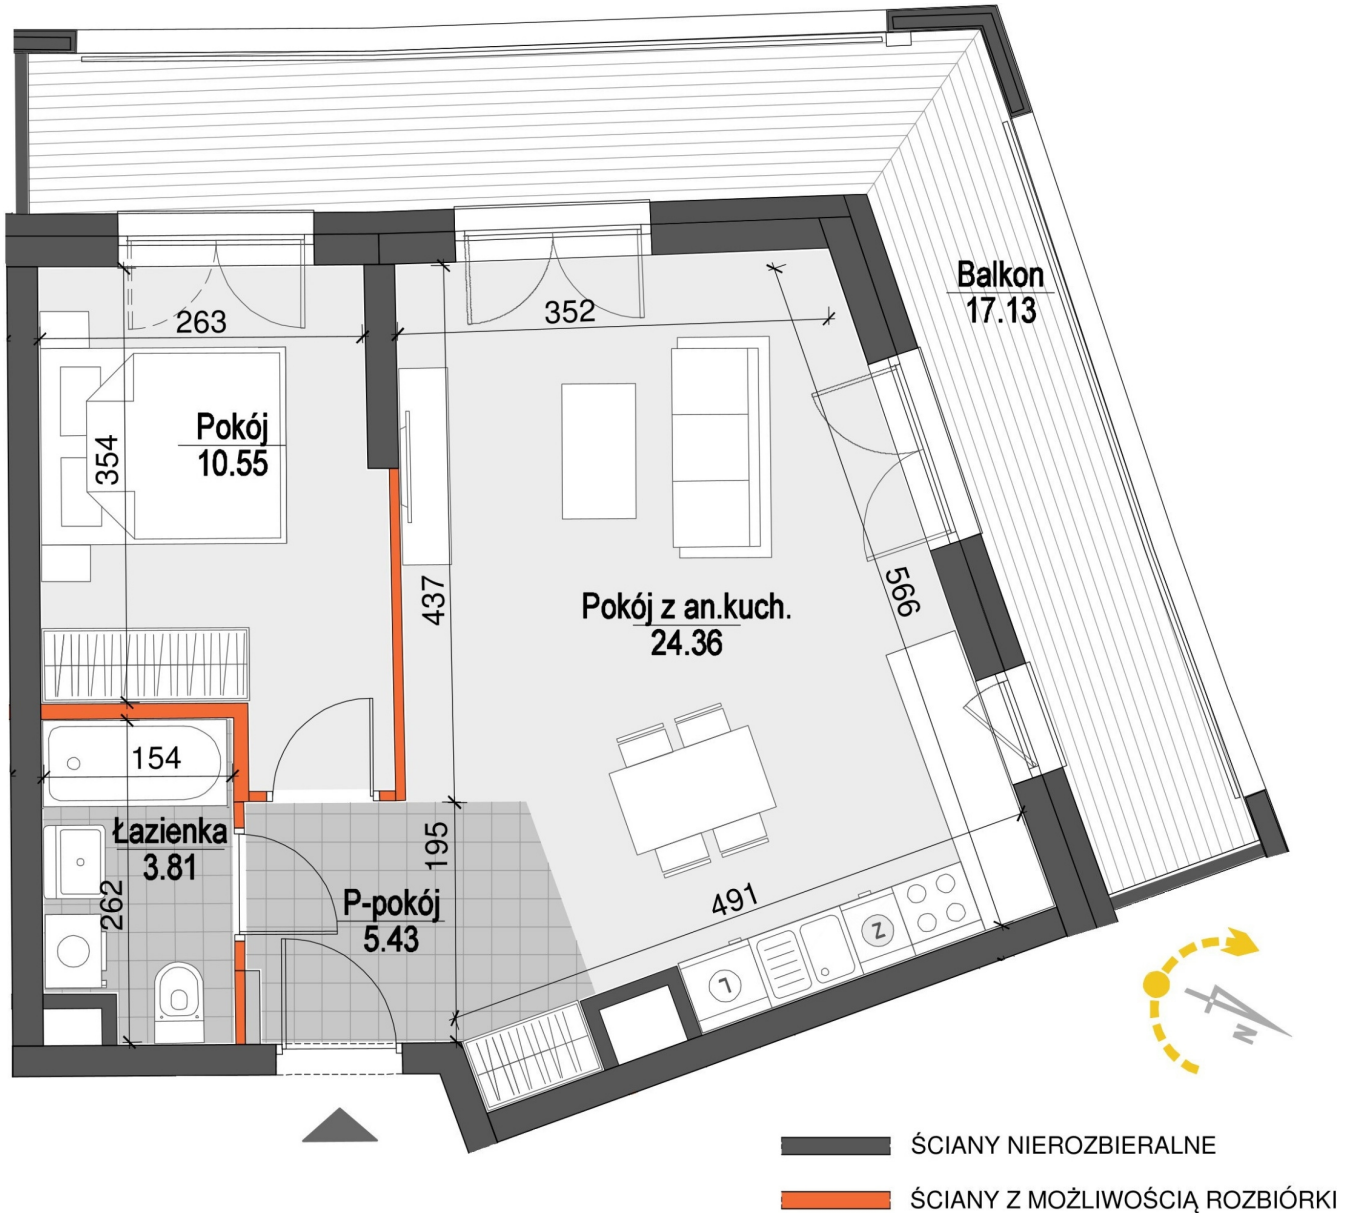 Balkon
17.13
263
352
Pokój
10.55
354
437
566
Pokój z an.kuch.
24.36
154
Łazienka
3.81
262
195
P-pokój
5.43
491
Z
L
N
ŚCIANY NIEROZBIERALNE
ŚCIANY Z MOŻLIWOŚCIĄ ROZBIÓRKI